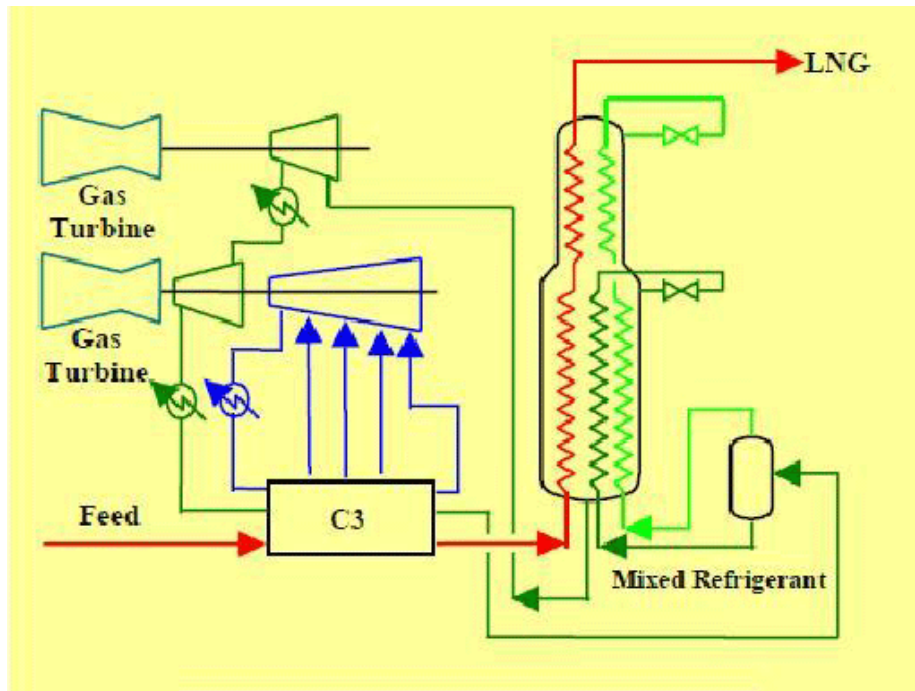 LNG
Gas
Turbine
Gas
Turbine
Feed
C3
Mixed Refrigerant